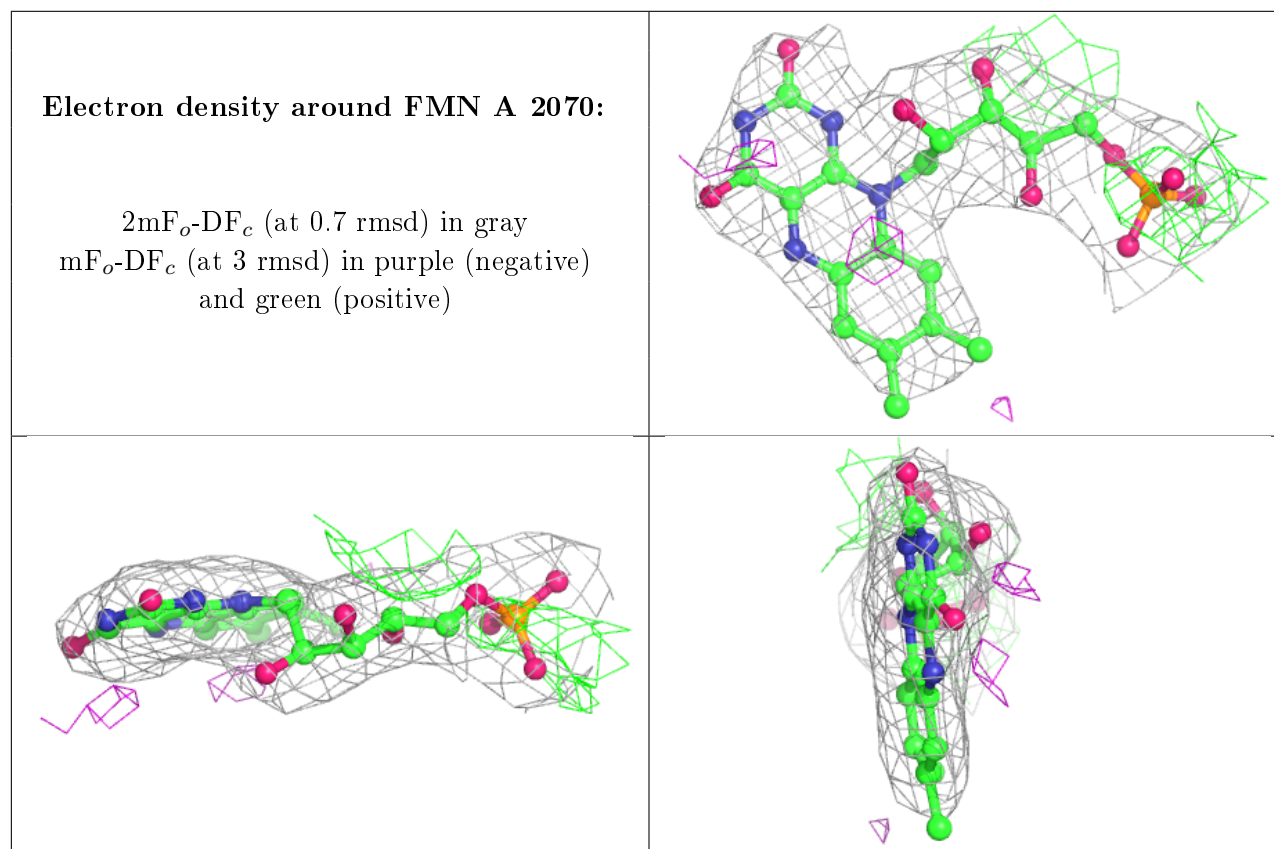 Electron density around FMN A 2070:
2mFo-DFc (at 0.7 rmsd) in gray
mFo-DFc (at 3 rmsd) in purple (negative)
and green (positive)